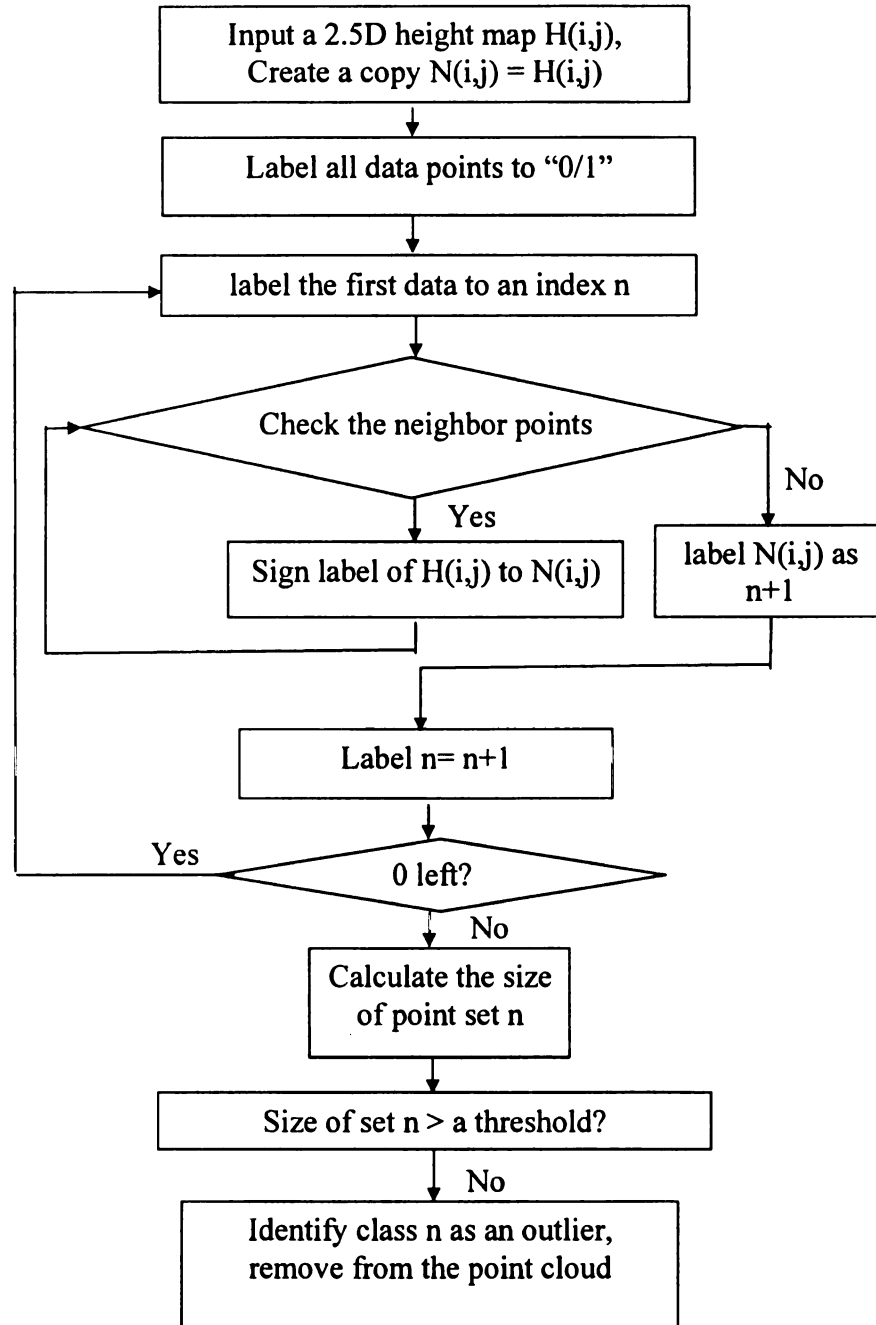 Input a 2.5D height map H(i,j),
Create a copy N(i,j) = H(i,j)
Label all data points to “0/1”
label the first data to an index n
Check the neighbor points
No
Yes
Sign label of H(i,j) to N(i,j)
label N(i,j) as
n+1
Label n= n+1
Yes
0 left?
No
Calculate the size
of point set n
Size of set n > a threshold?
No
Identify class n as an outlier,
remove from the point cloud